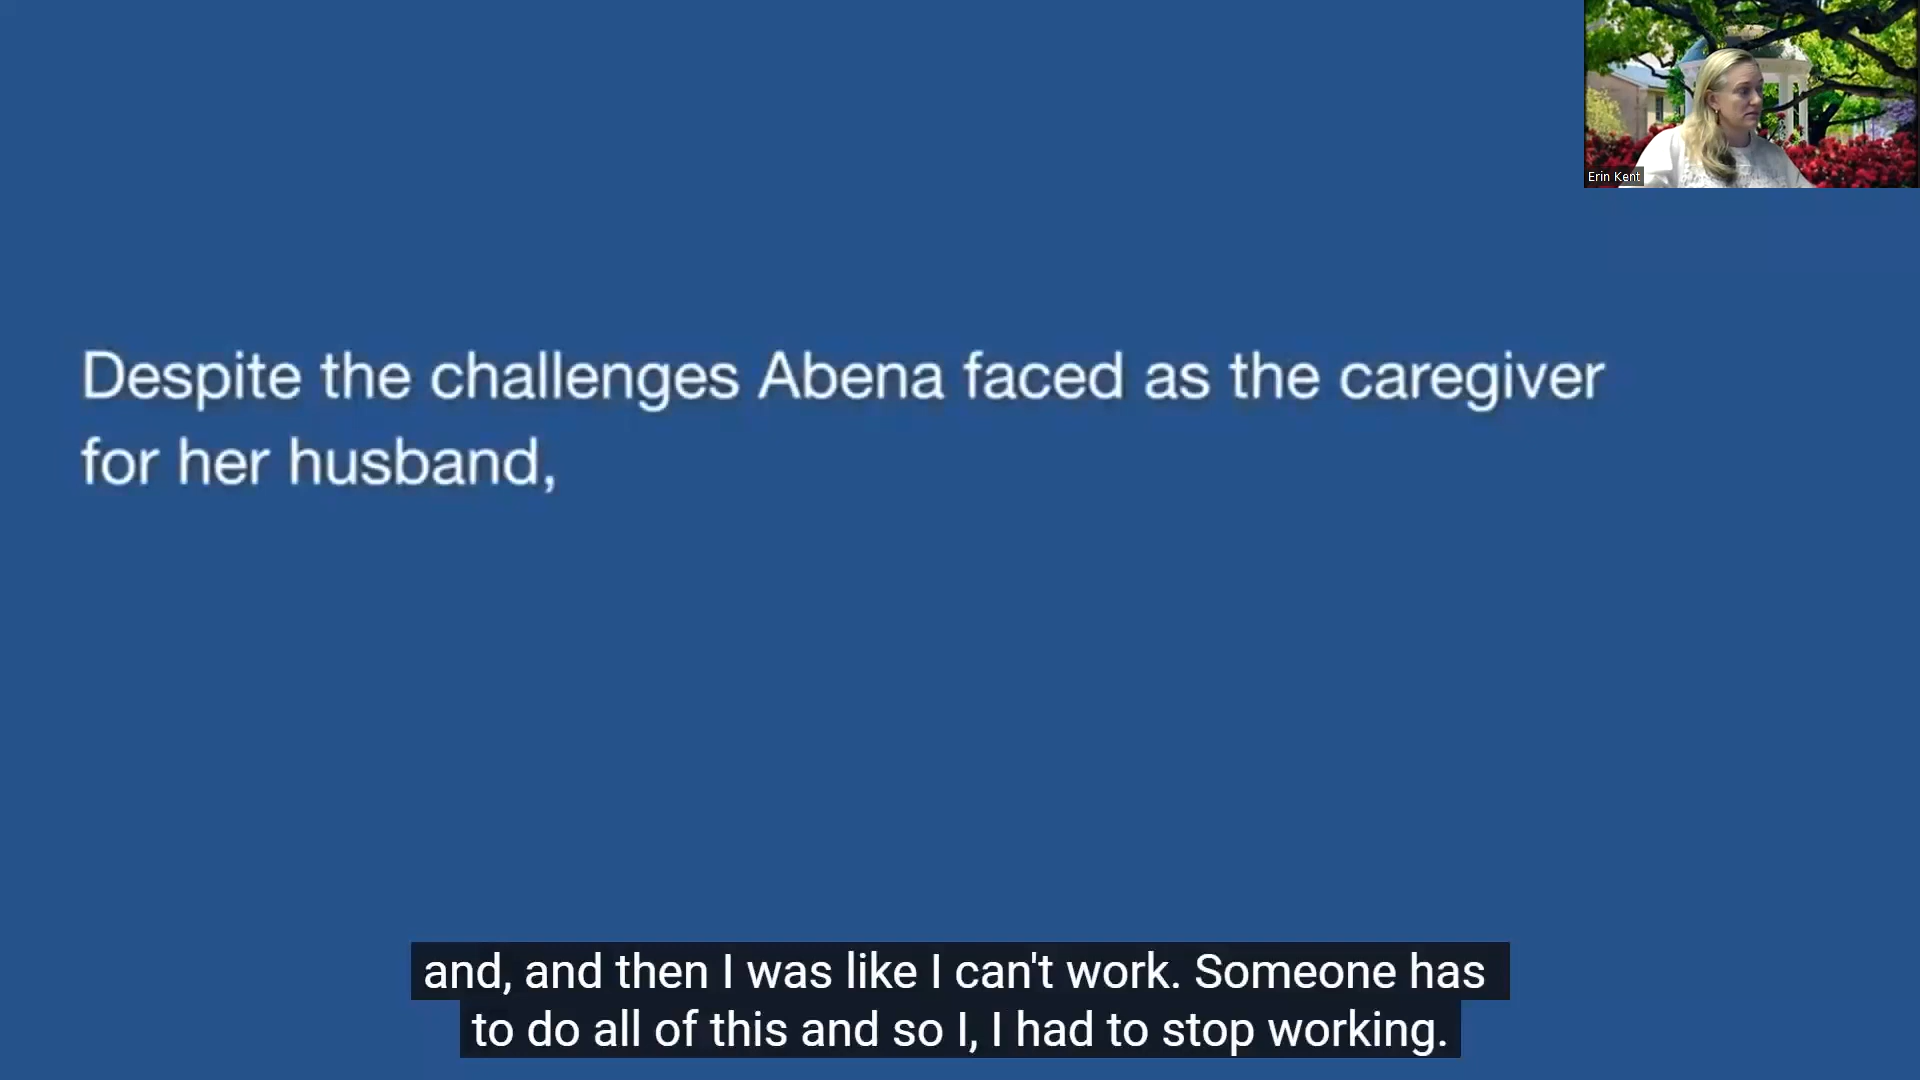 Erin Kent
Despite the challenges Abena faced as the caregiver
for her husband,
and, and then I was like I can't work. Someone has
to do all of this and so I, I had to stop working.